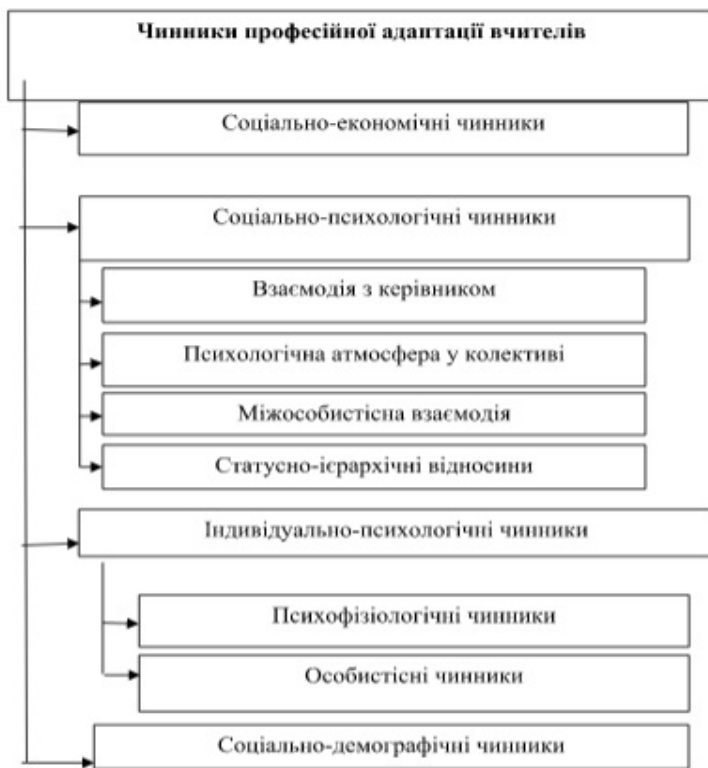 Чинники професійної адаптації вчителів
Соціально-економічні чинники
Соціально-психологічні чинники
Взаємодія з керівником
Психологічна атмосфера у колективі
Міжособистісна взаємодія
Статусно-ієрархічні відносини
Індивідуально-психологічні чинники
Психофізіологічні чинники
Особистісні чинники
Соціально-демографічні чинники